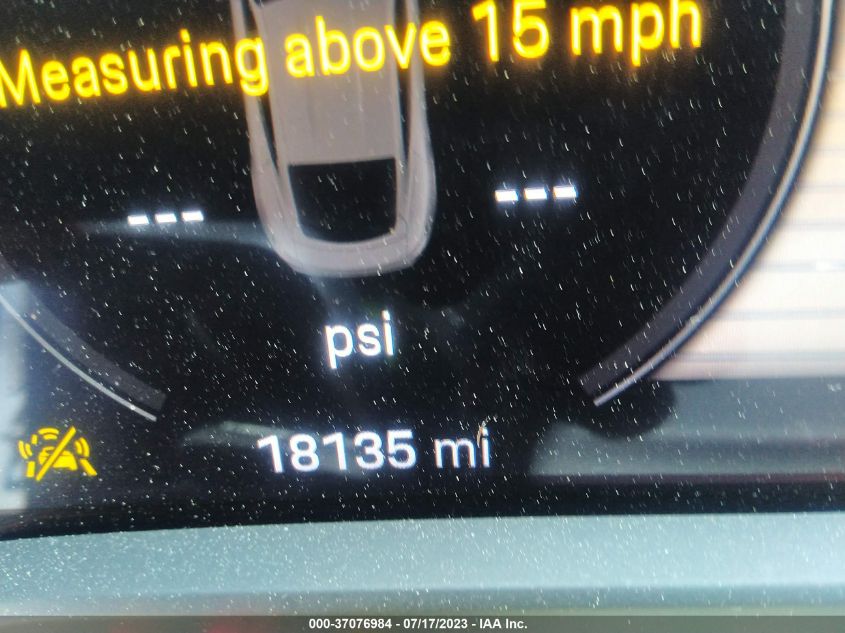 Measuring above 15 mph
--- ---
psi
18135 mi
000-37076984 - 07/17/2023 - IAA Inc.